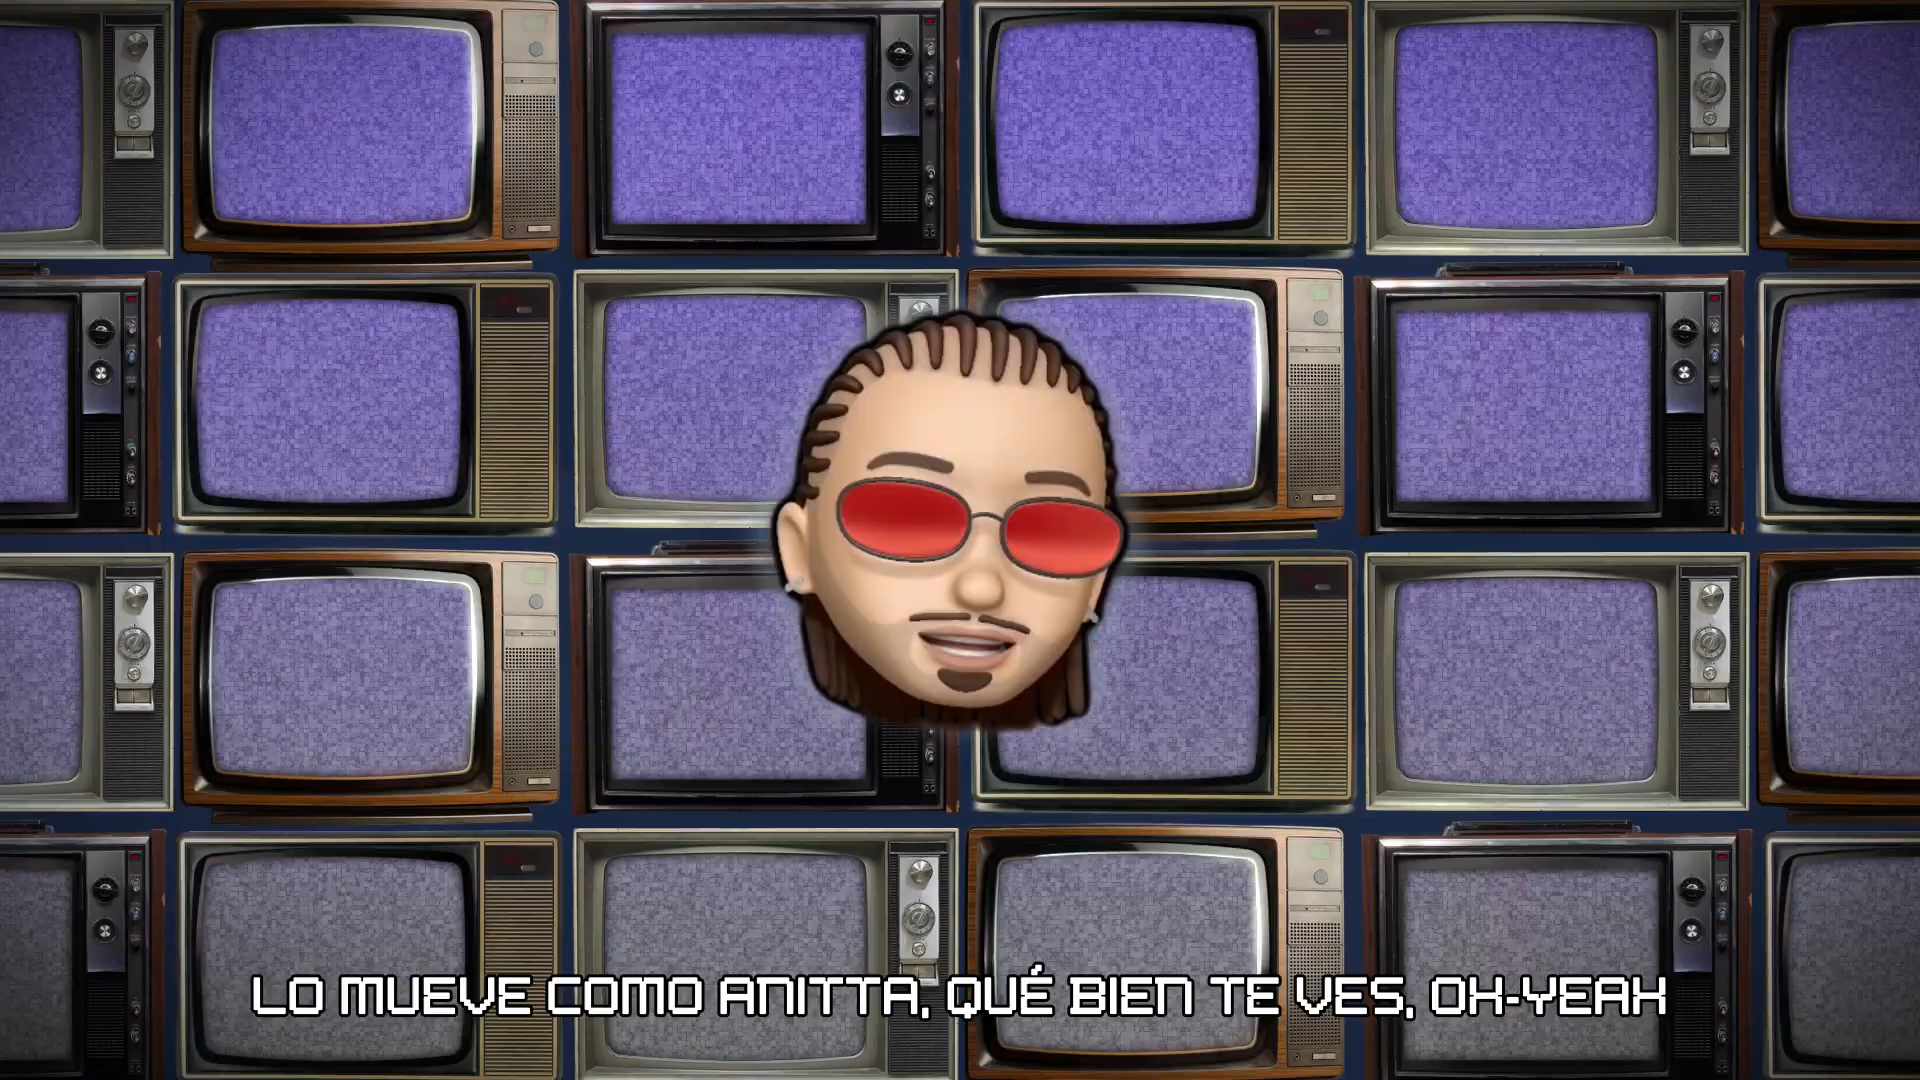 LO MUEVE COMO ANITTA, QUÉ BIEN TE VES, OH-YEAH